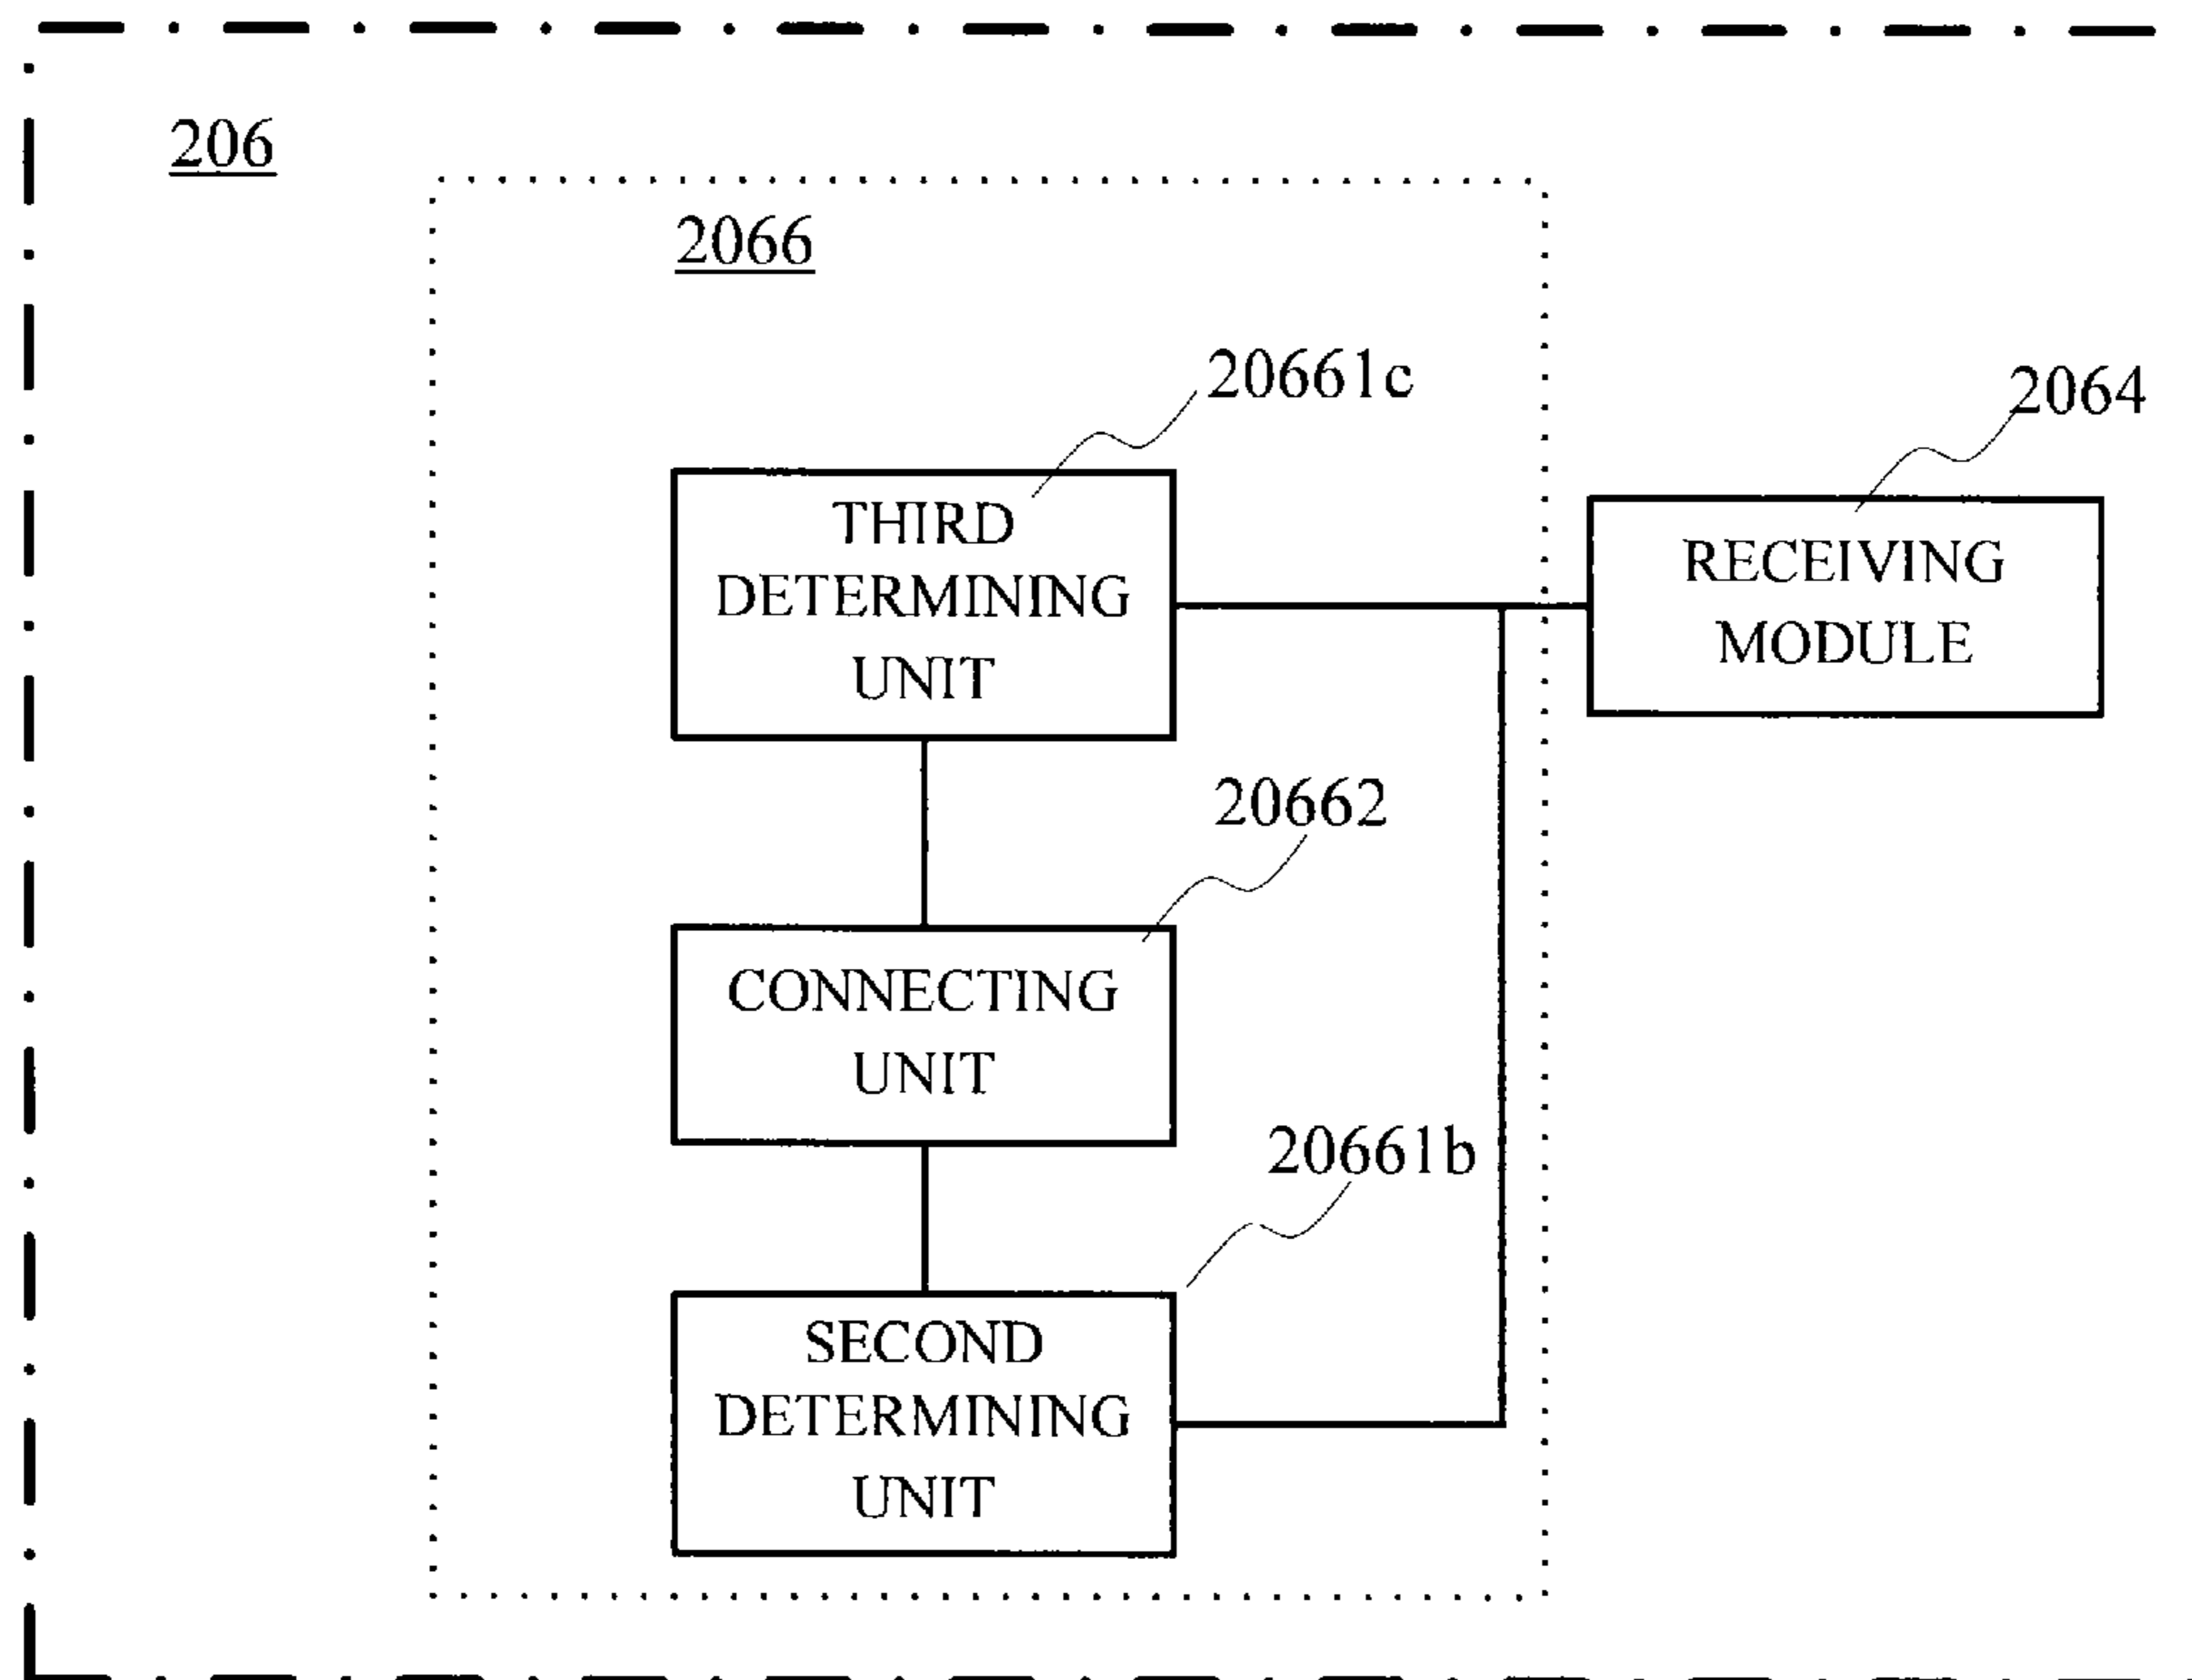 206
2066
20661c
2064
THIRD
DETERMINING
UNIT
RECEIVING
MODULE
20662
CONNECTING
UNIT
20661b
SECOND
DETERMINING
UNIT